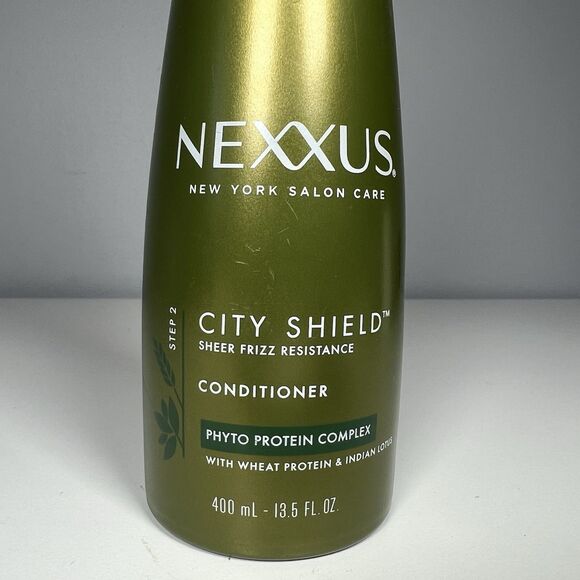 NEXXUS®
NEW YORK SALON CARE
STEP 2
CITY SHIELD™
SHEER FRIZZ RESISTANCE
CONDITIONER
PHYTO PROTEIN COMPLEX
WITH WHEAT PROTEIN & INDIAN LOTUS
400 mL - 13.5 FL. OZ.